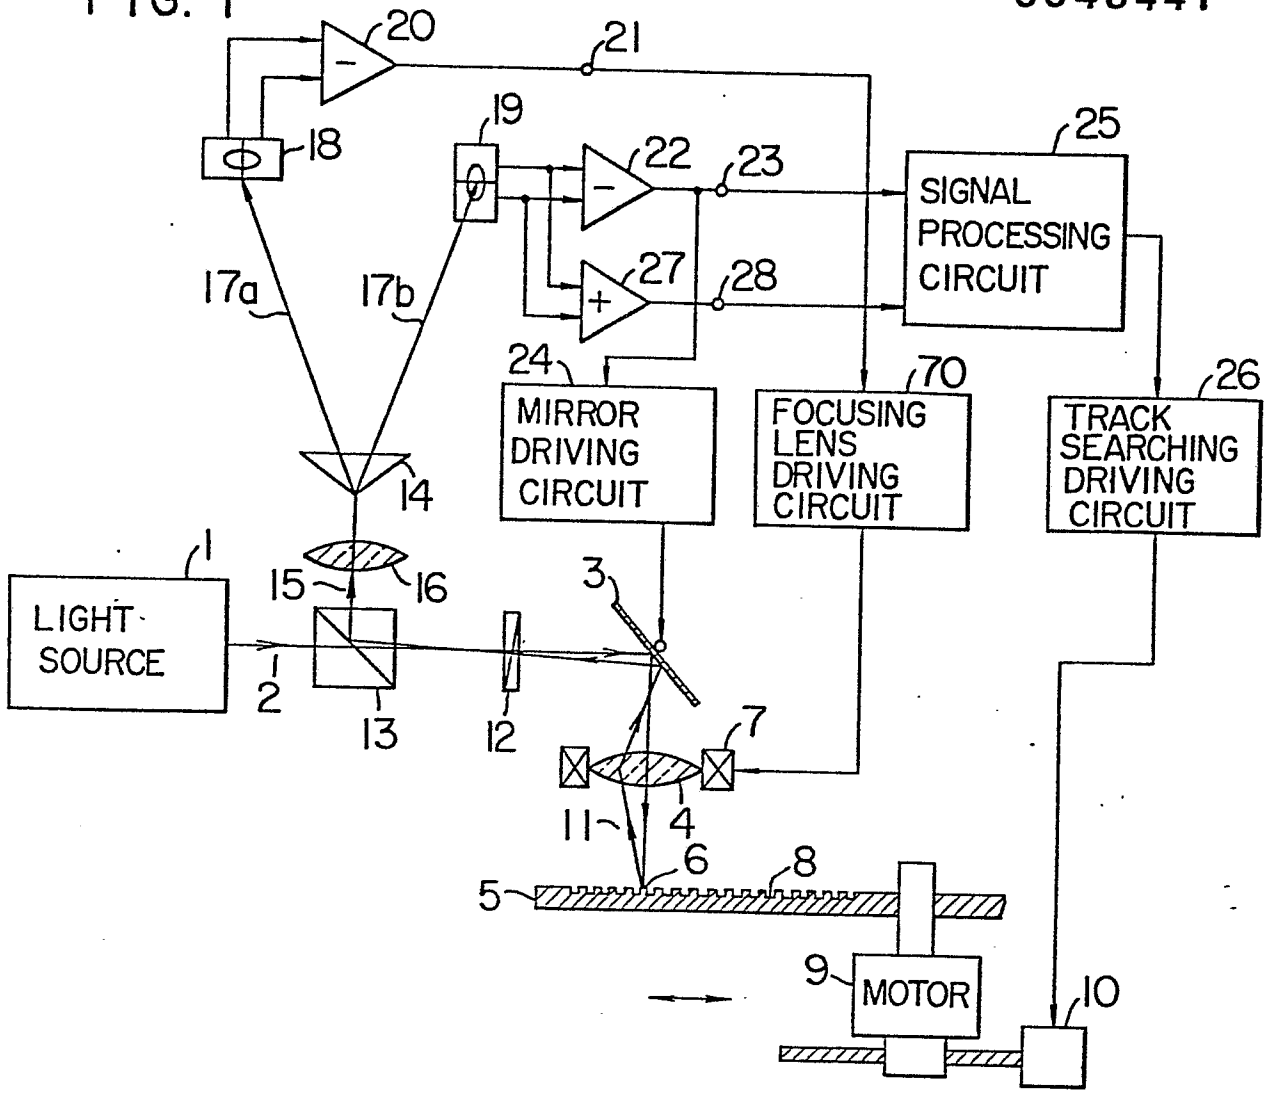 FIG. 1
20
21
18
19
22
23
25
SIGNAL
PROCESSING
CIRCUIT
17a
17b
27
28
24
MIRROR
DRIVING
CIRCUIT
70
FOCUSING
LENS
DRIVING
CIRCUIT
26
TRACK
SEARCHING
DRIVING
CIRCUIT
14
1
LIGHT
SOURCE
15
16
3
2
13
12
7
4
11
6
8
5
9
MOTOR
10